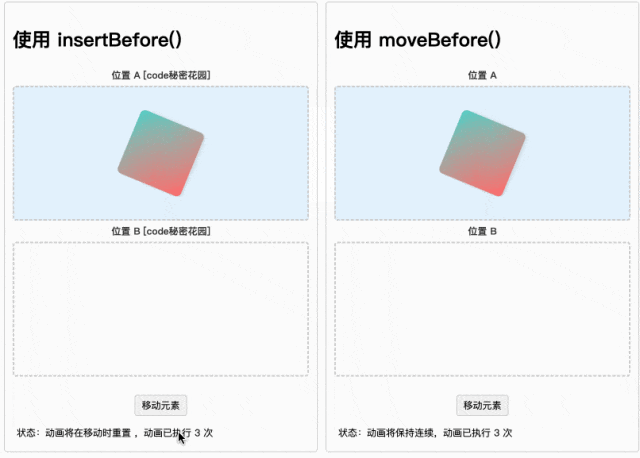 使用 insertBefore()
位置 A [code秘密花园]
位置 B [code秘密花园]
移动元素
状态：动画将在移动时重置 ，动画已执行 3 次
使用 moveBefore()
位置 A
位置 B
移动元素
状态：动画将保持连续，动画已执行 3 次